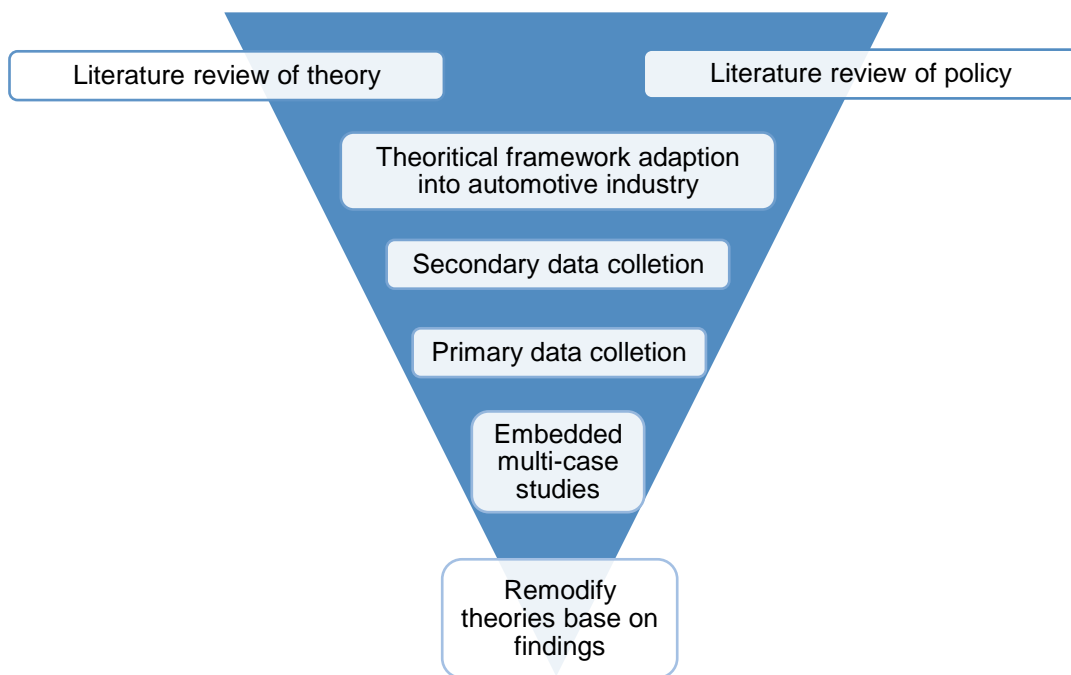 Literature review of theory
Literature review of policy
Theoritical framework adaption
into automotive industry
Secondary data colletion
Primary data colletion
Embedded
multi-case
studies
Remodify
theories base on
findings